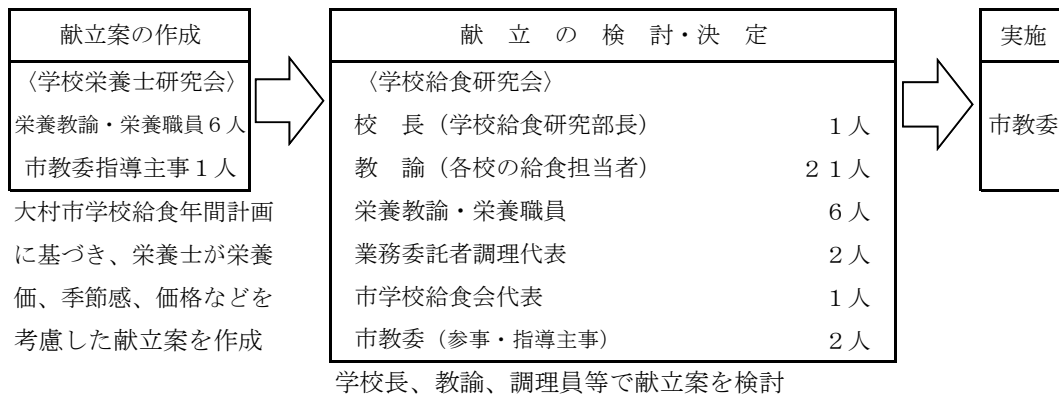 献立案の作成
〈学校栄養士研究会〉
栄養教諭・栄養職員6人
市教委指導主事1人
大村市学校給食年間計画
に基づき、栄養士が栄養
価、季節感、価格などを
考慮した献立案を作成
献 立 の 検 討・決 定
〈学校給食研究会〉
校 長(学校給食研究部長) 1人
教 諭(各校の給食担当者) 21人
栄養教諭・栄養職員 6人
業務委託者調理代表 2人
市学校給食会代表 1人
市教委(参事・指導主事) 2人
学校長、教諭、調理員等で献立案を検討
実施
市教委